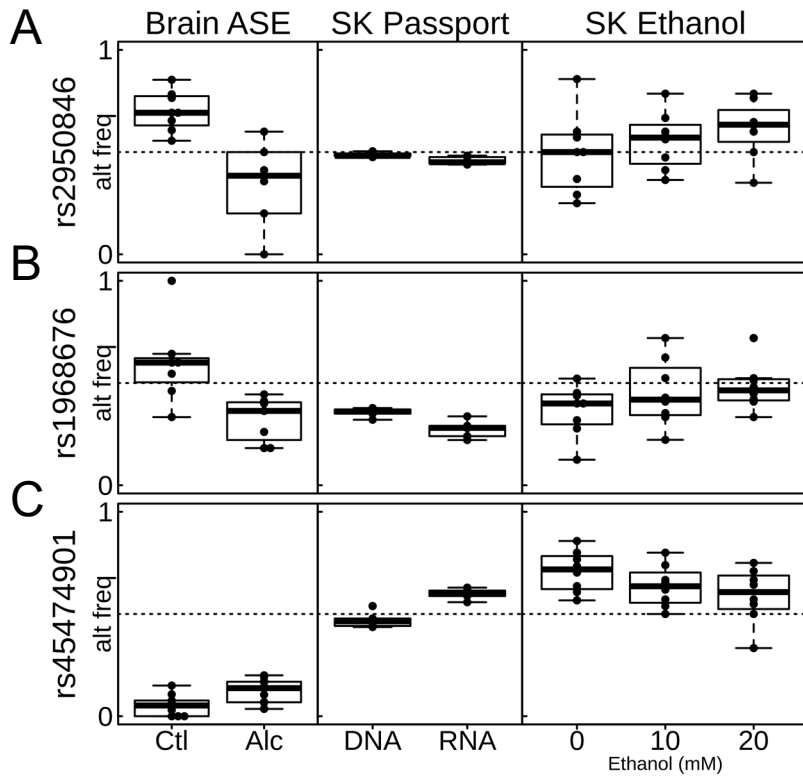 A
Brain ASE
SK Passport
SK Ethanol
rs2950846
alt freq
1
0
B
rs1968676
alt freq
1
0
C
rs45474901
alt freq
1
0
Ctl
Alc
DNA
RNA
0
10
20
Ethanol (mM)